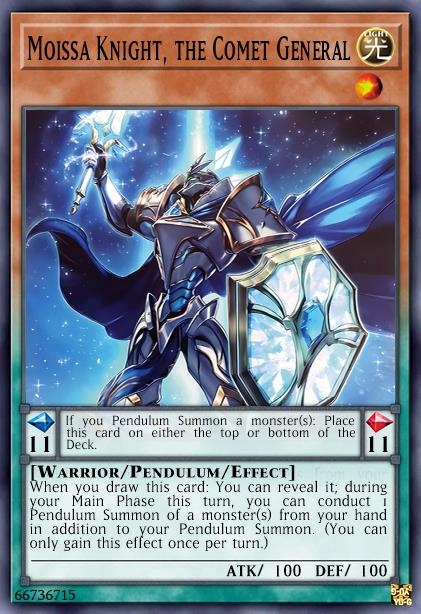 MOISSA KNIGHT, THE COMET GENERAL
LIGHT
光
If you Pendulum Summon a monster(s): Place
this card on either the top or bottom of the
Deck.
11
11
[WARRIOR/PENDULUM/EFFECT]
When you draw this card: You can reveal it; during
your Main Phase this turn, you can conduct 1
Pendulum Summon of a monster(s) from your hand
in addition to your Pendulum Summon. (You can
only gain this effect once per turn.)
ATK/ 100 DEF/ 100
66736715